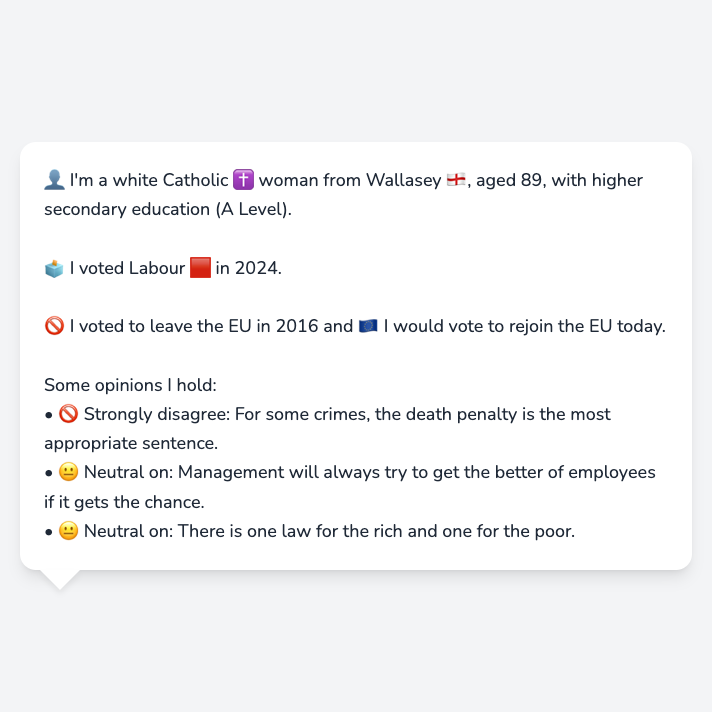 👤 I'm a white Catholic ✝️ woman from Wallasey 🏴󠁧󠁢󠁥󠁮󠁧󠁿, aged 89, with higher
secondary education (A Level).
🗳️ I voted Labour 🟥 in 2024.
🚫 I voted to leave the EU in 2016 and 🇪🇺 I would vote to rejoin the EU today.
Some opinions I hold:
• 🚫 Strongly disagree: For some crimes, the death penalty is the most
appropriate sentence.
• 😐 Neutral on: Management will always try to get the better of employees
if it gets the chance.
• 😐 Neutral on: There is one law for the rich and one for the poor.